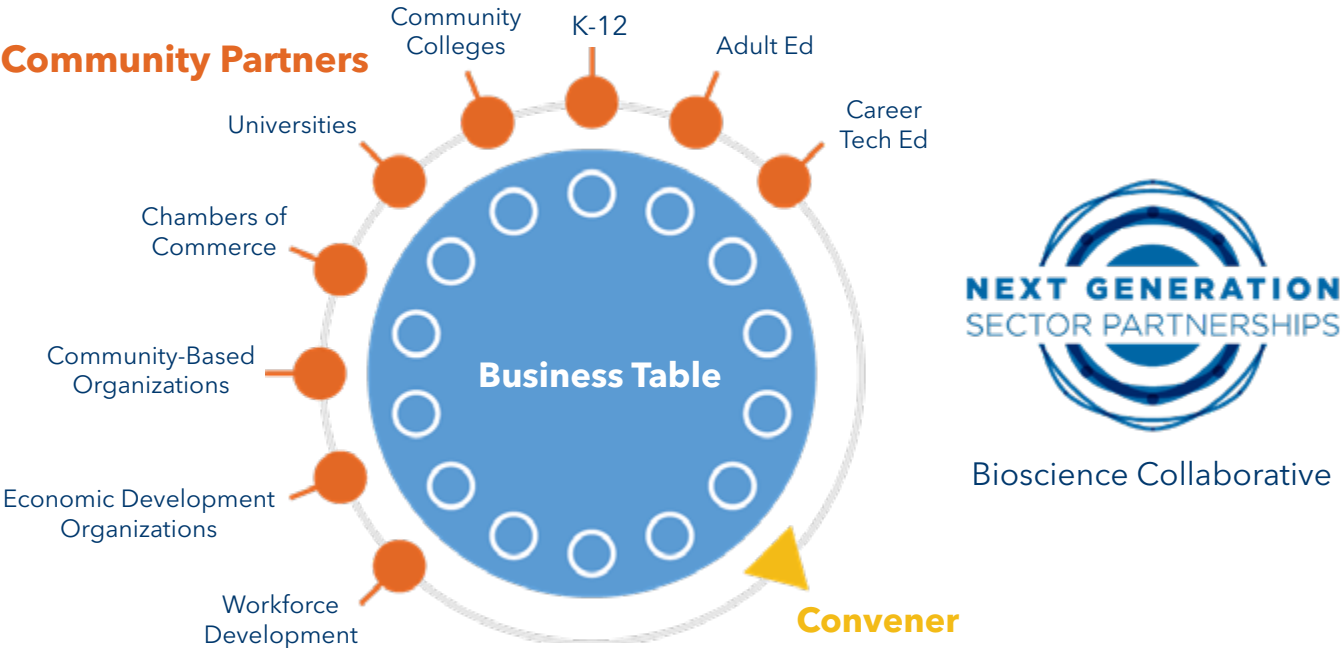 Community Partners
Community
Colleges
K-12
Adult Ed
Career
Tech Ed
Universities
Chambers of
Commerce
Community-Based
Organizations
Economic Development
Organizations
Workforce
Development
Business Table
Convener
NEXT GENERATION
SECTOR PARTNERSHIPS
Bioscience Collaborative